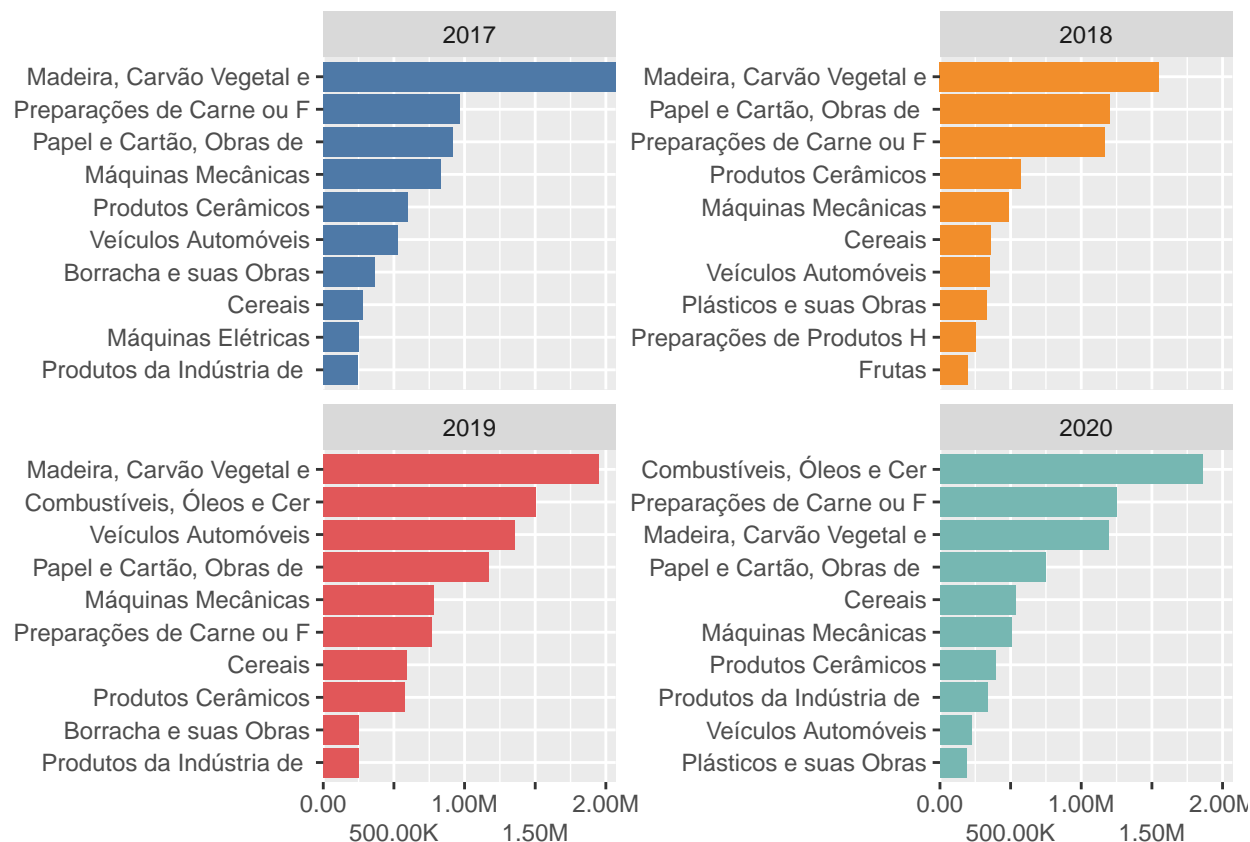 2017
Madeira, Carvão Vegetal e
Preparações de Carne ou F
Papel e Cartão, Obras de
Máquinas Mecânicas
Produtos Cerâmicos
Veículos Automóveis
Borracha e suas Obras
Cereais
Máquinas Elétricas
Produtos da Indústria de
2018
Madeira, Carvão Vegetal e
Papel e Cartão, Obras de
Preparações de Carne ou F
Produtos Cerâmicos
Máquinas Mecânicas
Cereais
Veículos Automóveis
Plásticos e suas Obras
Preparações de Produtos H
Frutas
2019
Madeira, Carvão Vegetal e
Combustíveis, Óleos e Cer
Veículos Automóveis
Papel e Cartão, Obras de
Máquinas Mecânicas
Preparações de Carne ou F
Cereais
Produtos Cerâmicos
Borracha e suas Obras
Produtos da Indústria de
0.00 1.00M 2.00M
500.00K 1.50M
2020
Combustíveis, Óleos e Cer
Preparações de Carne ou F
Madeira, Carvão Vegetal e
Papel e Cartão, Obras de
Cereais
Máquinas Mecânicas
Produtos Cerâmicos
Produtos da Indústria de
Veículos Automóveis
Plásticos e suas Obras
0.00 1.00M 2.00M
500.00K 1.50M